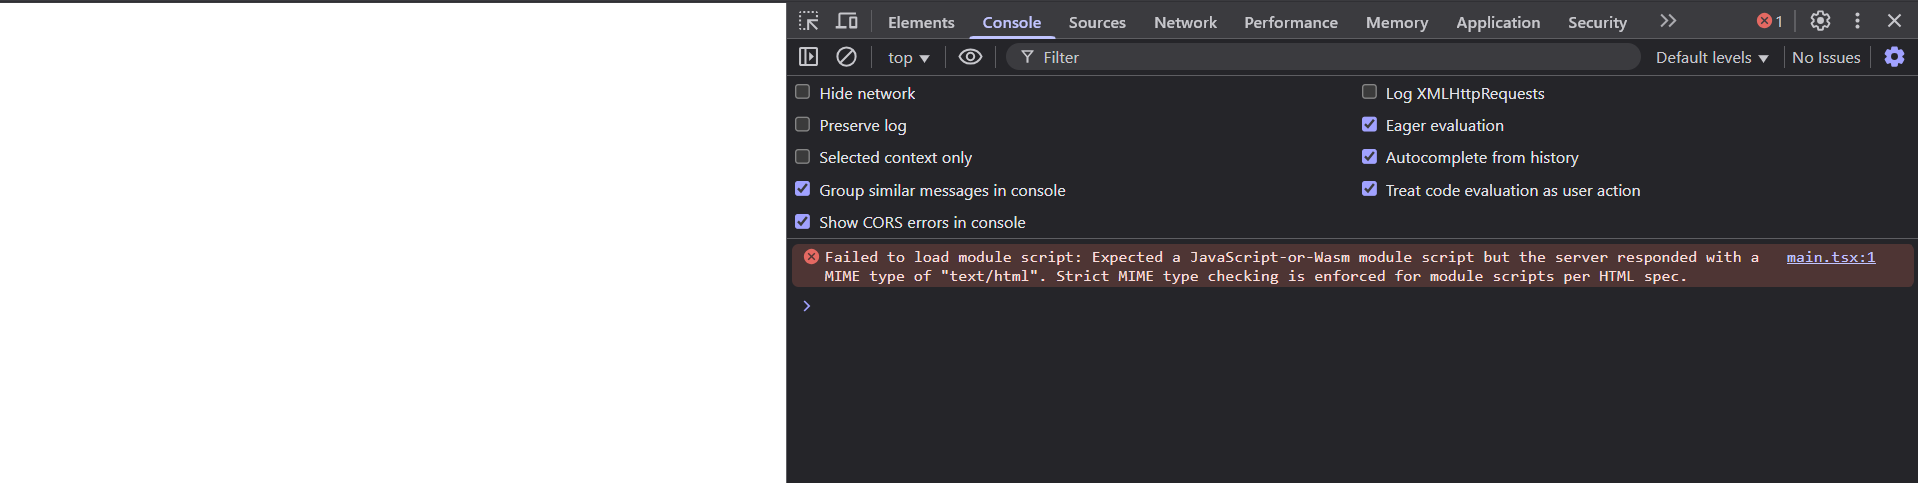 Elements Console Sources Network Performance Memory Application Security 1
top Filter Default levels No Issues
Hide network Log XMLHttpRequests
Preserve log Eager evaluation
Selected context only Autocomplete from history
Group similar messages in console Treat code evaluation as user action
Show CORS errors in console
Failed to load module script: Expected a JavaScript-or-Wasm module script but the server responded with a main.tsx:1
MIME type of "text/html". Strict MIME type checking is enforced for module scripts per HTML spec.